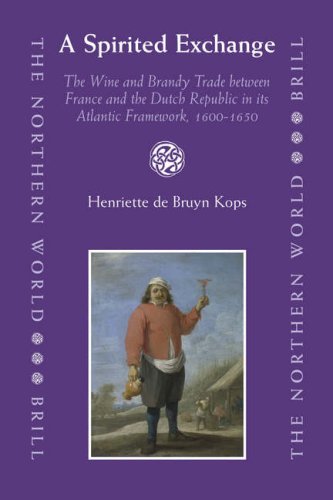 A Spirited Exchange
The Wine and Brandy Trade between
France and the Dutch Republic in its
Atlantic Framework, 1600-1650
Henriette de Bruyn Kops
THE NORTHERN WORLD • • • BRILL
THE NORTHERN WORLD • • • BRILL